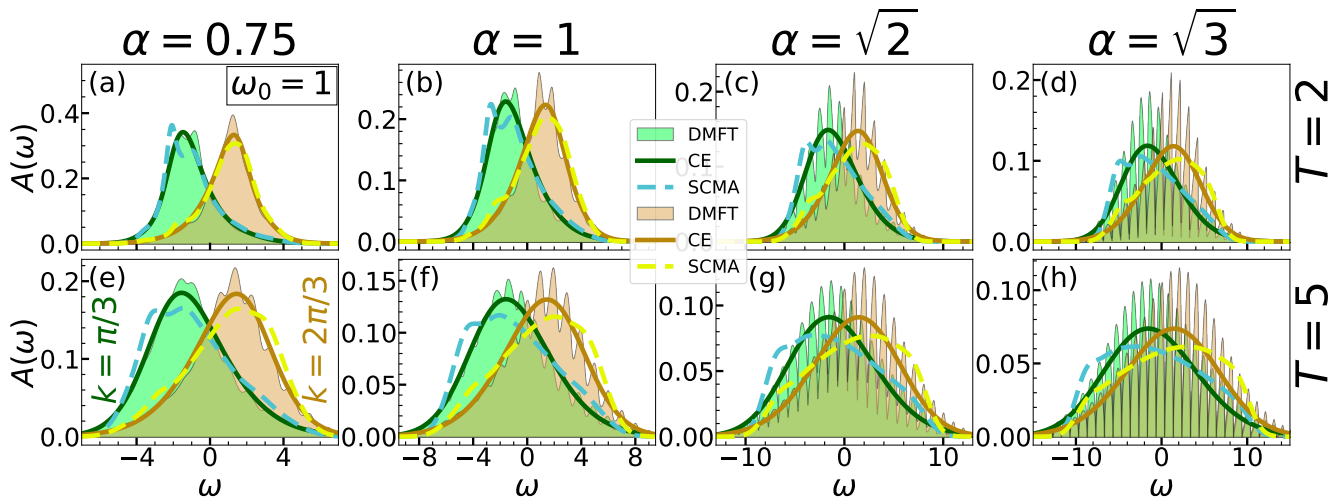 α = 0.75
α = 1
α = √2
α = √3
(a)
ω₀ = 1
(b)
(c)
(d)
A(ω)
0.4
0.2
0.0
0.2
0.1
0.0
0.2
0.2
0.1
0.0
T = 2
DMFT
CE
SCMA
DMFT
CE
SCMA
(e)
(f)
(g)
(h)
k = π/3
k = 2π/3
A(ω)
0.2
0.1
0.0
0.15
0.10
0.05
0.00
0.10
0.05
0.00
0.10
0.05
0.00
T = 5
−4 0 4
−8 −4 0 4 8
−10 0 10
−10 0 10
ω
ω
ω
ω